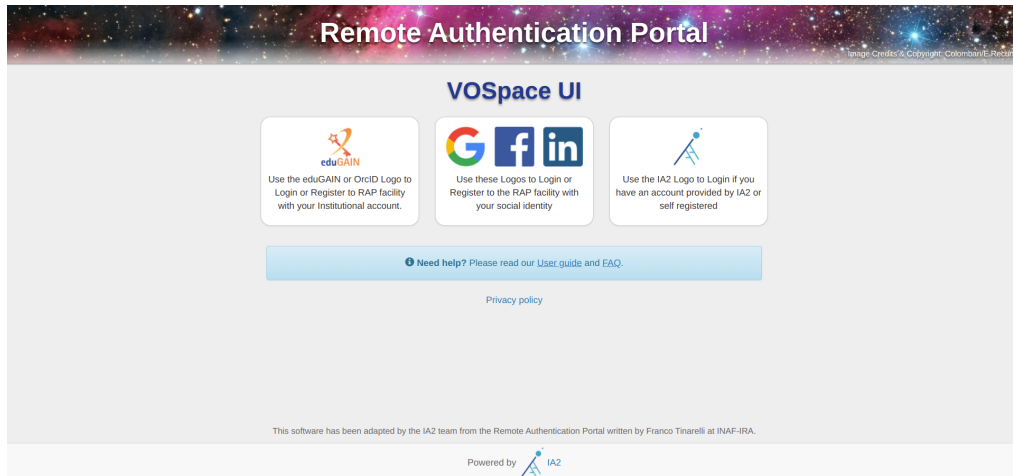 Remote Authentication Portal
Image Credits & Copyright: Colombari/E.Recur
VOSpace UI
eduGAIN
Use the eduGAIN or OrcID Logo to
Login or Register to RAP facility
with your Institutional account.
G f in
Use these Logos to Login or
Register to the RAP facility with
your social identity
Use the IA2 Logo to Login if you
have an account provided by IA2 or
self registered
Need help? Please read our User guide and FAQ.
Privacy policy
This software has been adapted by the IA2 team from the Remote Authentication Portal written by Franco Tinarelli at INAF-IRA.
Powered by IA2